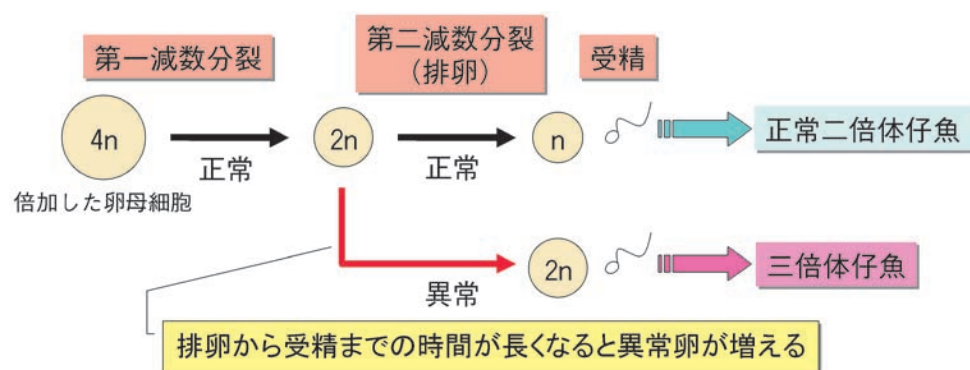 第一減数分裂
第二減数分裂
(排卵)
受精
4n
正常
2n
正常
n
正常二倍体仔魚
倍加した卵母細胞
異常
2n
三倍体仔魚
排卵から受精までの時間が長くなると異常卵が増える